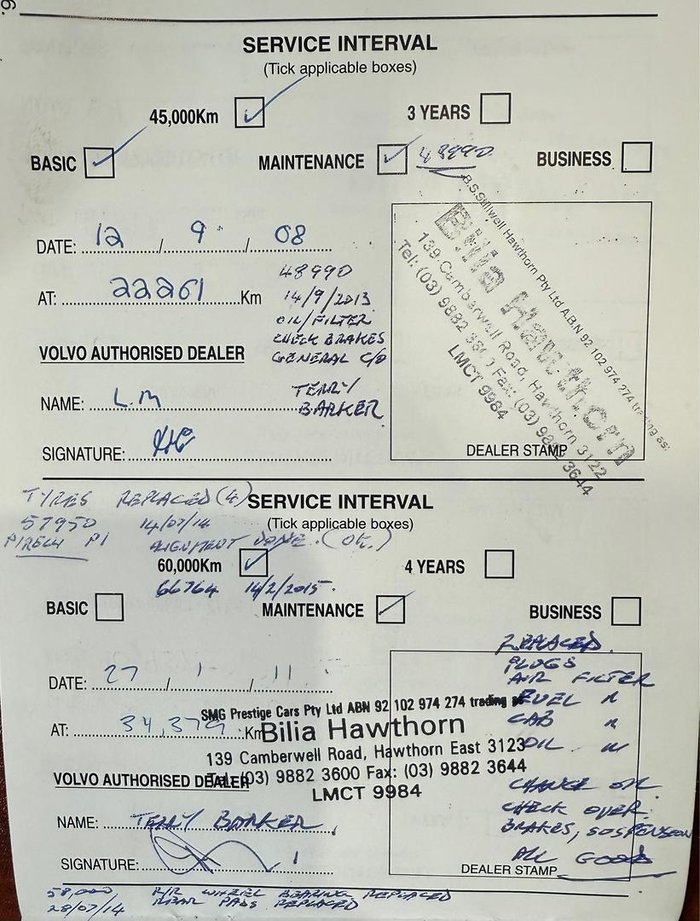 SERVICE INTERVAL
(Tick applicable boxes)
45,000Km
3 YEARS
BASIC
MAINTENANCE
48990
BUSINESS
DATE: 12 / 9 / 08
AT: 22261 Km
48990
14/9/2013
OIL/FILTER
CHECK BRAKES
GENERAL C/O
TERRY
BARKER
VOLVO AUTHORISED DEALER
NAME: L.M
SIGNATURE:
B.S.Stillwell Hawthorn Pty Ltd ABN 92 102 974 274 trading as:
Bilia Hawthorn
139 Camberwell Road, Hawthorn 3122
Tel: (03) 9882 Fax: (03) 9882 3644
LMCT 9984
DEALER STAMP
TYRES REPLACED (4)
57950 14/07/14
PIRELLI P1 ALIGNMENT DONE. (OK.)
SERVICE INTERVAL
(Tick applicable boxes)
60,000Km
4 YEARS
66764 14/2/2015.
BASIC
MAINTENANCE
BUSINESS
REPLACED
PLUGS
AIR FILTER
FUEL "
CAB "
OIL "
CHANGE OIL
CHECK OVER
BRAKES, SUSPENSION
ALL GOOD
DATE: 27 / 1 / 11
AT: 34,379 Km
SMG Prestige Cars Pty Ltd ABN 92 102 974 274 trading as
Bilia Hawthorn
139 Camberwell Road, Hawthorn East 3123
Tel: (03) 9882 3600 Fax: (03) 9882 3644
LMCT 9984
VOLVO AUTHORISED DEALER
NAME: TERRY BARKER
SIGNATURE:
DEALER STAMP
58,000 R/R WHEEL BEARING REPLACED
28/07/14 REAR PADS REPLACED